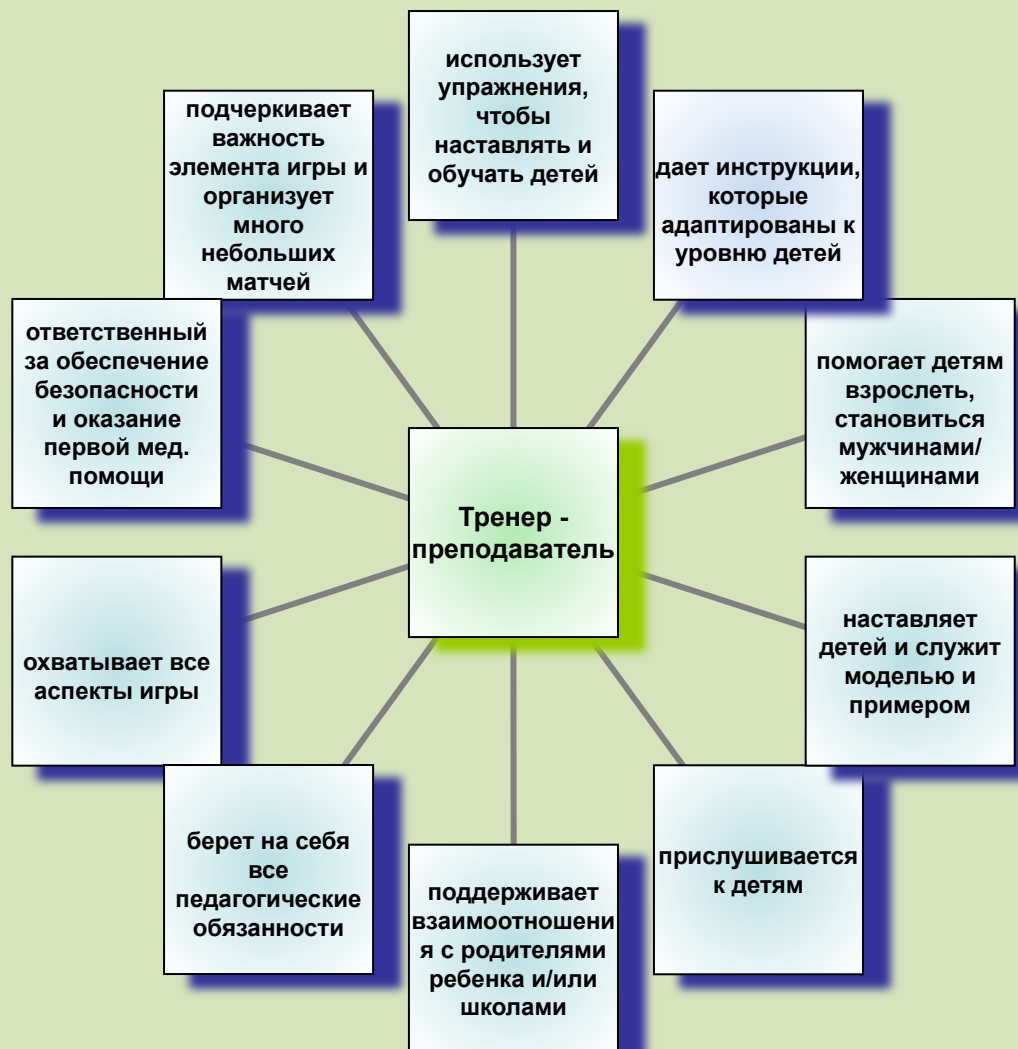 использует
упражнения,
чтобы
наставлять и
обучать детей
подчеркивает
важность
элемента игры и
организует
много
небольших
матчей
дает инструкции,
которые
адаптированы к
уровню детей
ответственный
за обеспечение
безопасности
и оказание
первой мед.
помощи
помогает детям
взрослеть,
становиться
мужчинами/
женщинами
Тренер -
преподаватель
охватывает все
аспекты игры
наставляет
детей и служит
моделью и
примером
берет на себя
все
педагогические
обязанности
поддерживает
взаимоотношени
я с родителями
ребенка и/или
школами
прислушивается
к детям